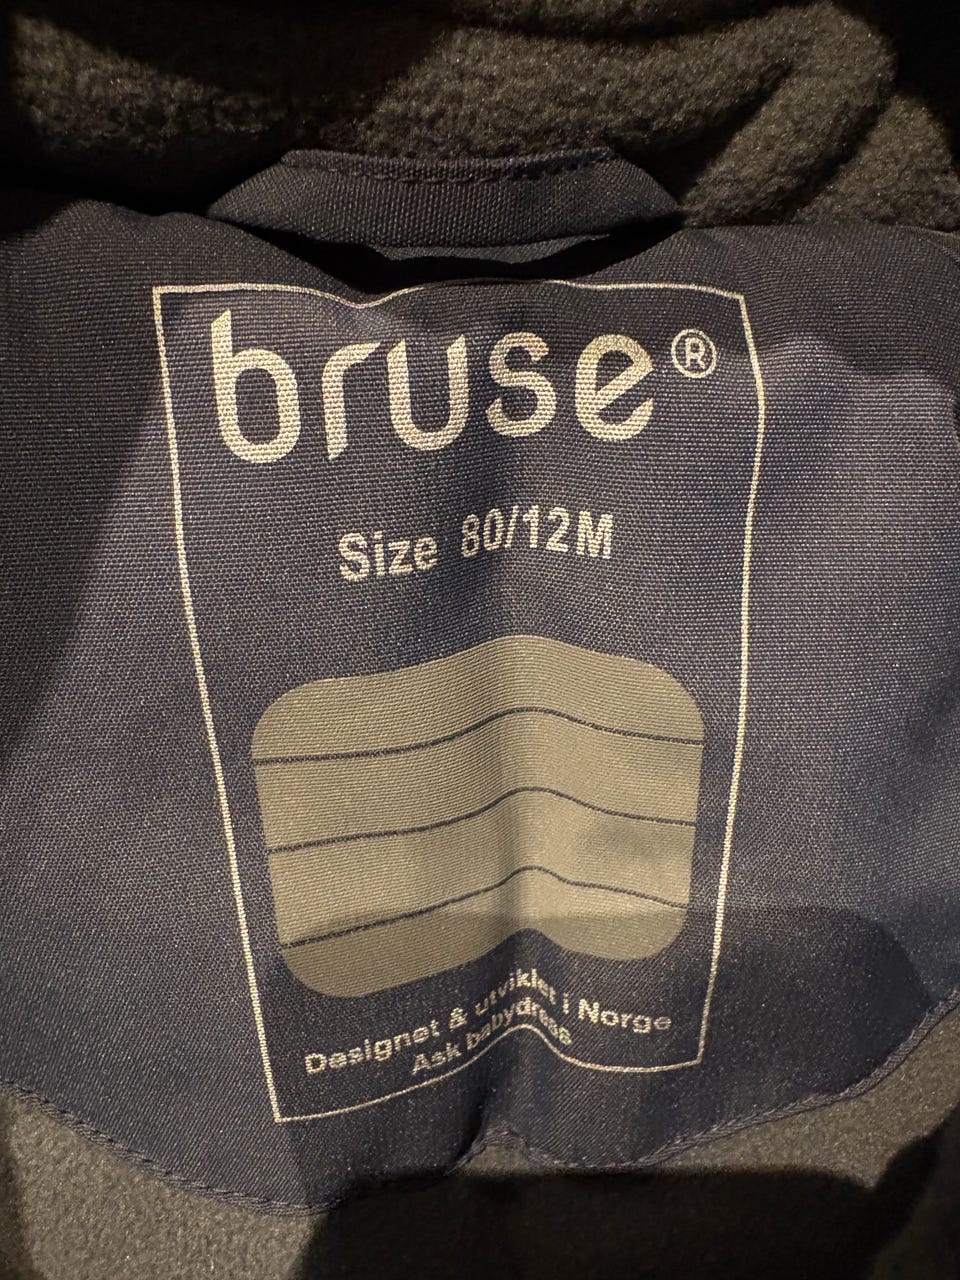 bruse®
Size 80/12M
Designet & utviklet i Norge
Ask babydress